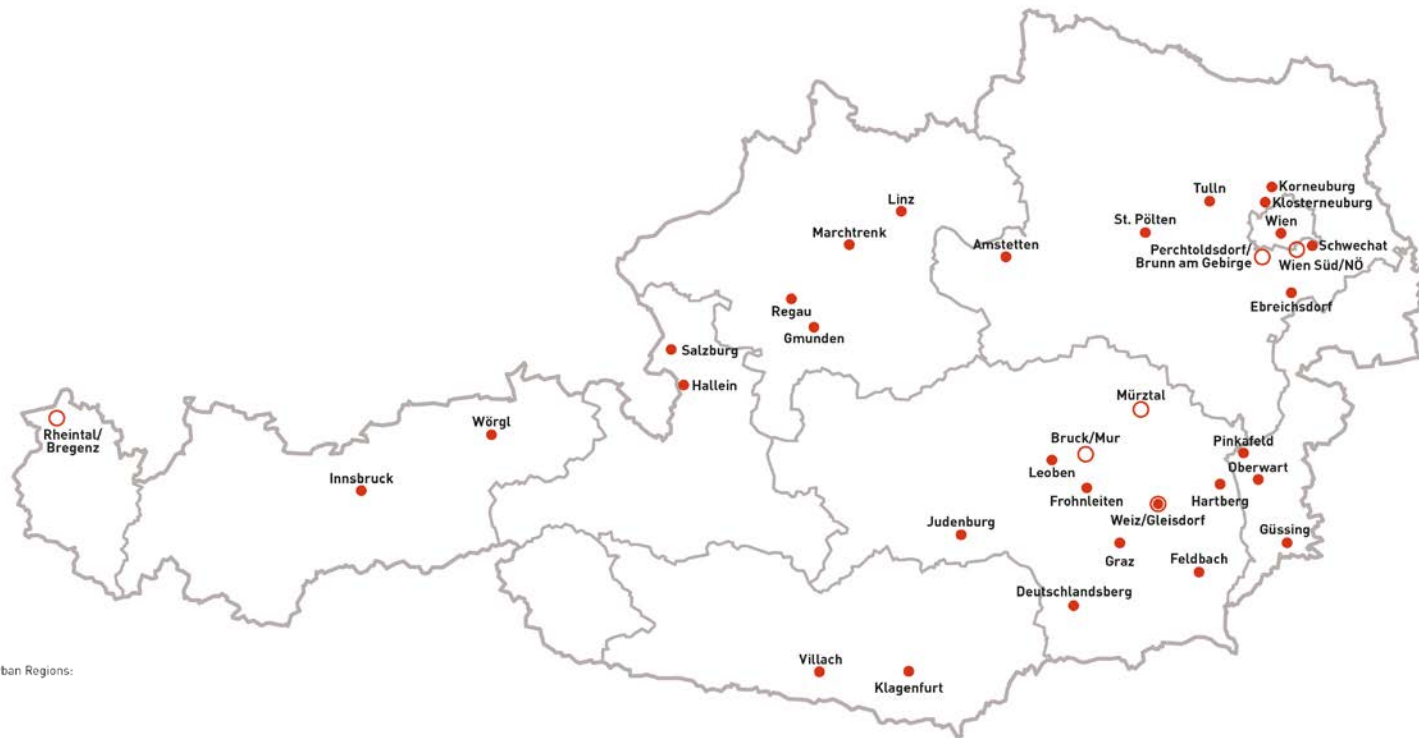 Korneuburg
Tulln
Klosterneuburg
Linz
Wien
St. Pölten
Marchtrenk
Amstetten
Schwechat
Perchtoldsdorf/
Brunn am Gebirge
Wien Süd/NÖ
Ebreichsdorf
Regau
Gmunden
Salzburg
Hallein
Mürztal
Wörgl
Rheintal/
Bregenz
Bruck/Mur
Pinkafeld
Leoben
Oberwart
Innsbruck
Frohnleiten
Hartberg
Weiz/Gleisdorf
Judenburg
Güssing
Graz
Feldbach
Deutschlandsberg
Villach
Klagenfurt
ban Regions: